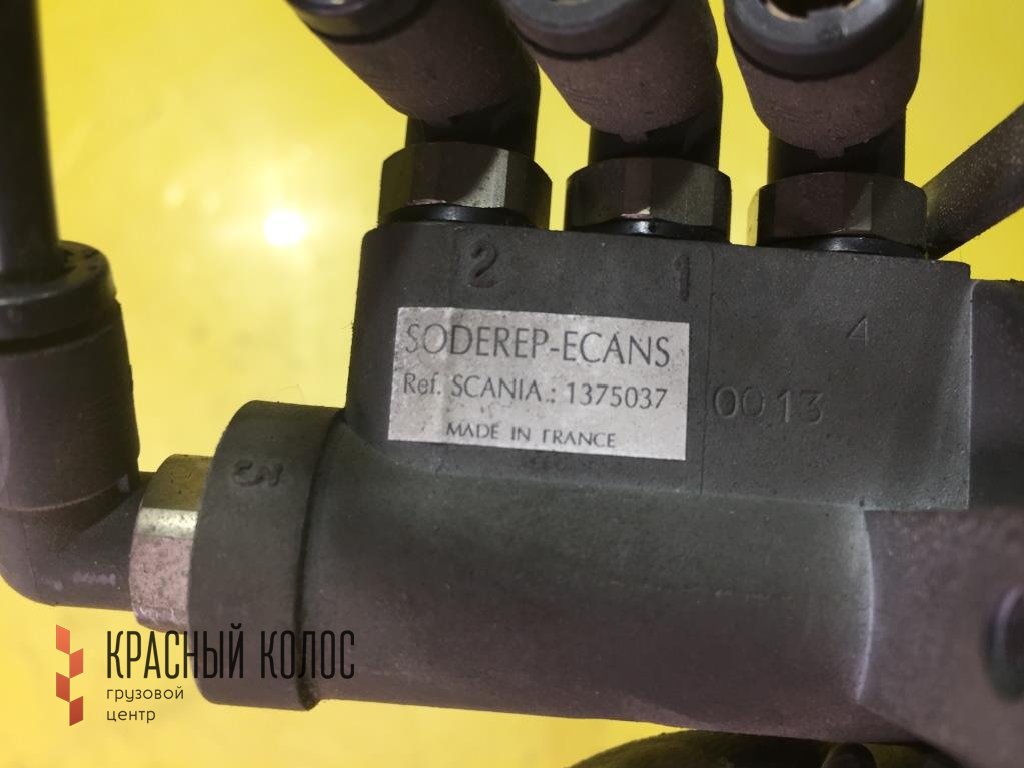 2
1
4
SODEREP-ECANS
Ref. SCANIA.: 1375037
MADE IN FRANCE
0013
КРАСНЫЙ КОЛОС
грузовой
центр